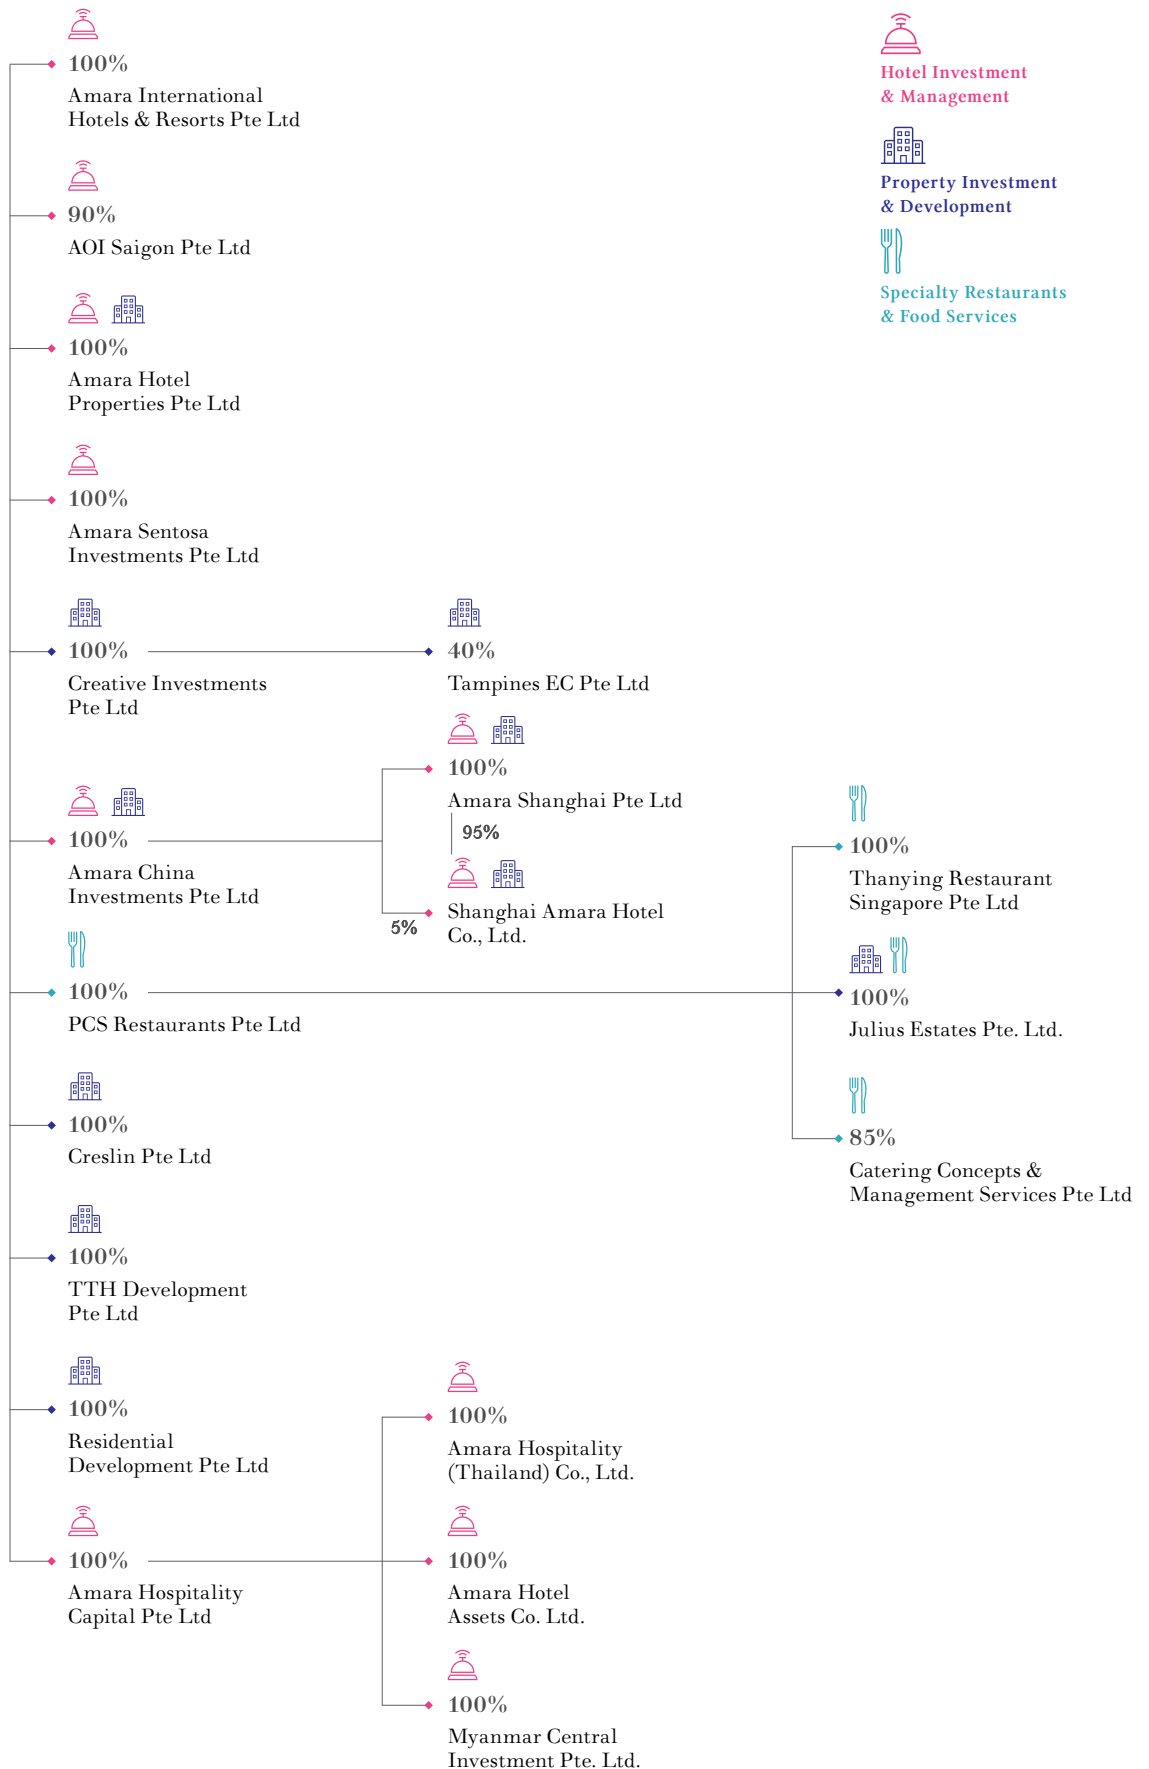 100%
Amara International
Hotels & Resorts Pte Ltd
90%
AOI Saigon Pte Ltd
100%
Amara Hotel
Properties Pte Ltd
100%
Amara Sentosa
Investments Pte Ltd
100%
Creative Investments
Pte Ltd
100%
Amara China
Investments Pte Ltd
100%
PCS Restaurants Pte Ltd
100%
Creslin Pte Ltd
100%
TTH Development
Pte Ltd
100%
Residential
Development Pte Ltd
100%
Amara Hospitality
Capital Pte Ltd
40%
Tampines EC Pte Ltd
100%
Amara Shanghai Pte Ltd
95%
5%
Shanghai Amara Hotel
Co., Ltd.
100%
Amara Hospitality
(Thailand) Co., Ltd.
100%
Amara Hotel
Assets Co. Ltd.
100%
Myanmar Central
Investment Pte. Ltd.
Hotel Investment
& Management
Property Investment
& Development
Specialty Restaurants
& Food Services
100%
Thanying Restaurant
Singapore Pte Ltd
100%
Julius Estates Pte. Ltd.
85%
Catering Concepts &
Management Services Pte Ltd